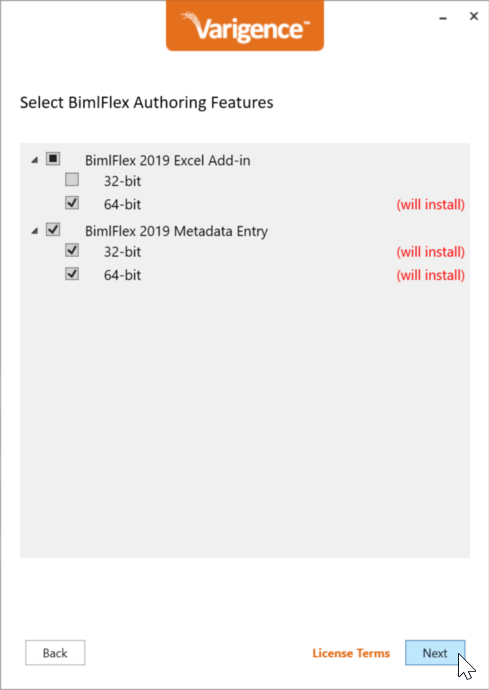 Varigence™
Select BimlFlex Authoring Features
BimlFlex 2019 Excel Add-in
32-bit
64-bit (will install)
BimlFlex 2019 Metadata Entry
32-bit (will install)
64-bit (will install)
Back License Terms Next